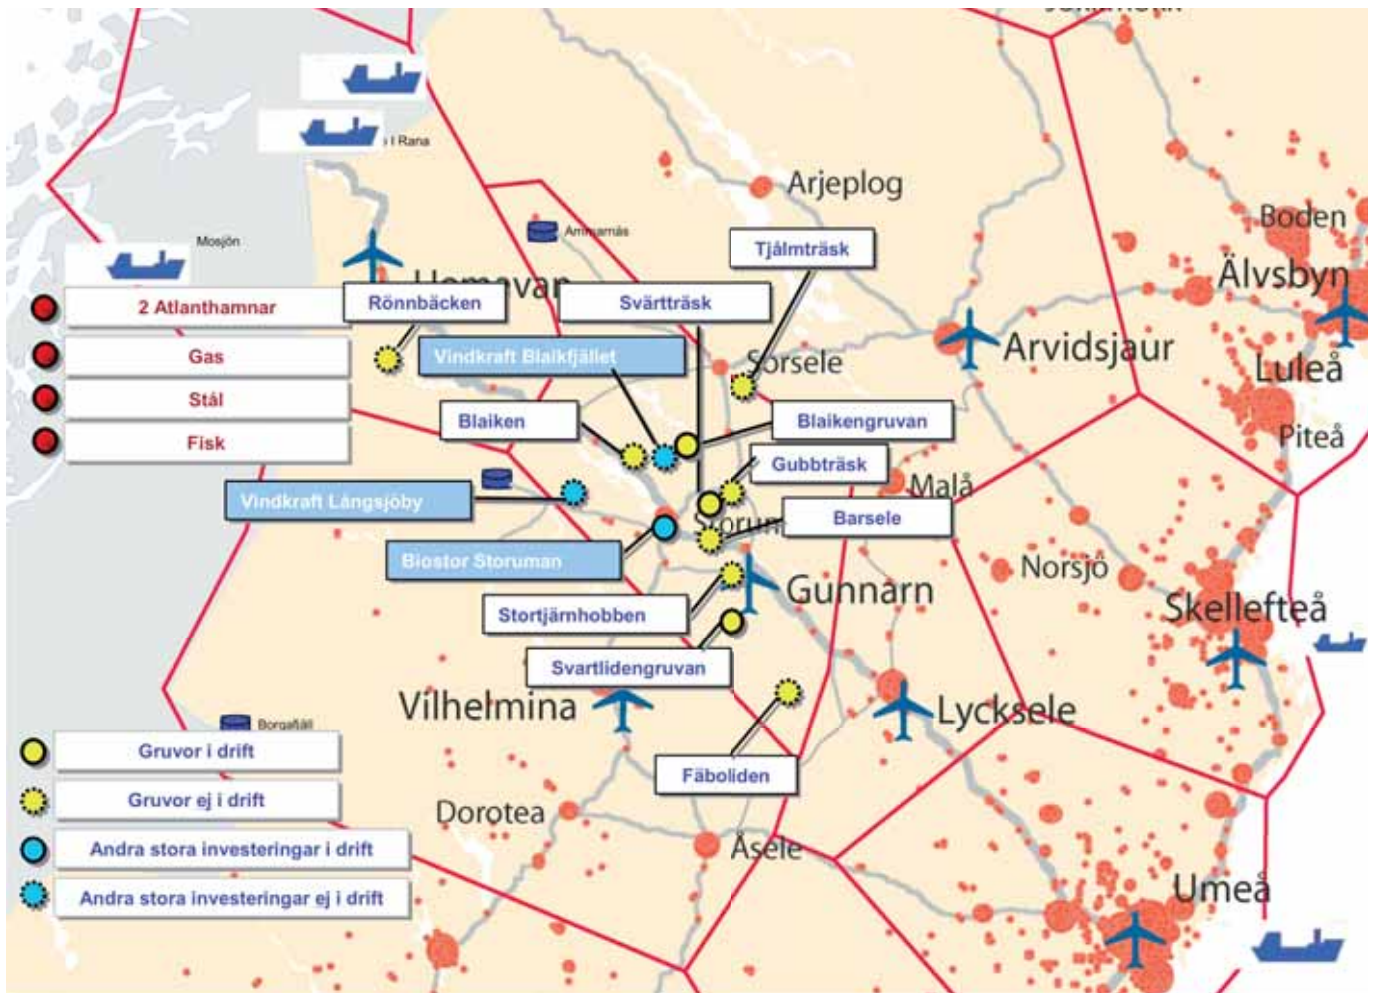 o I Rana
Arjeplog
Boden
Ammarnäs
Mosjön
Tjålmträsk
Älvsbyn
Hemavan
2 Atlanthamnar
Rönnbäcken
Svärtträsk
Arvidsjaur
Gas
Vindkraft Blaikfjället
Sorsele
Luleå
Stål
Blaiken
Blaikengruvan
Piteå
Fisk
Gubbträsk
Malå
Vindkraft Långsjöby
Storum
Barsele
Biostor Storuman
Norsjö
Gunnarn
Skellefteå
Stortjärnhobben
Svartlidengruvan
Vilhelmina
Lycksele
Borgafjäll
Gruvor i drift
Fäboliden
Gruvor ej i drift
Dorotea
Andra stora investeringar i drift
Åsele
Andra stora investeringar ej i drift
Umeå